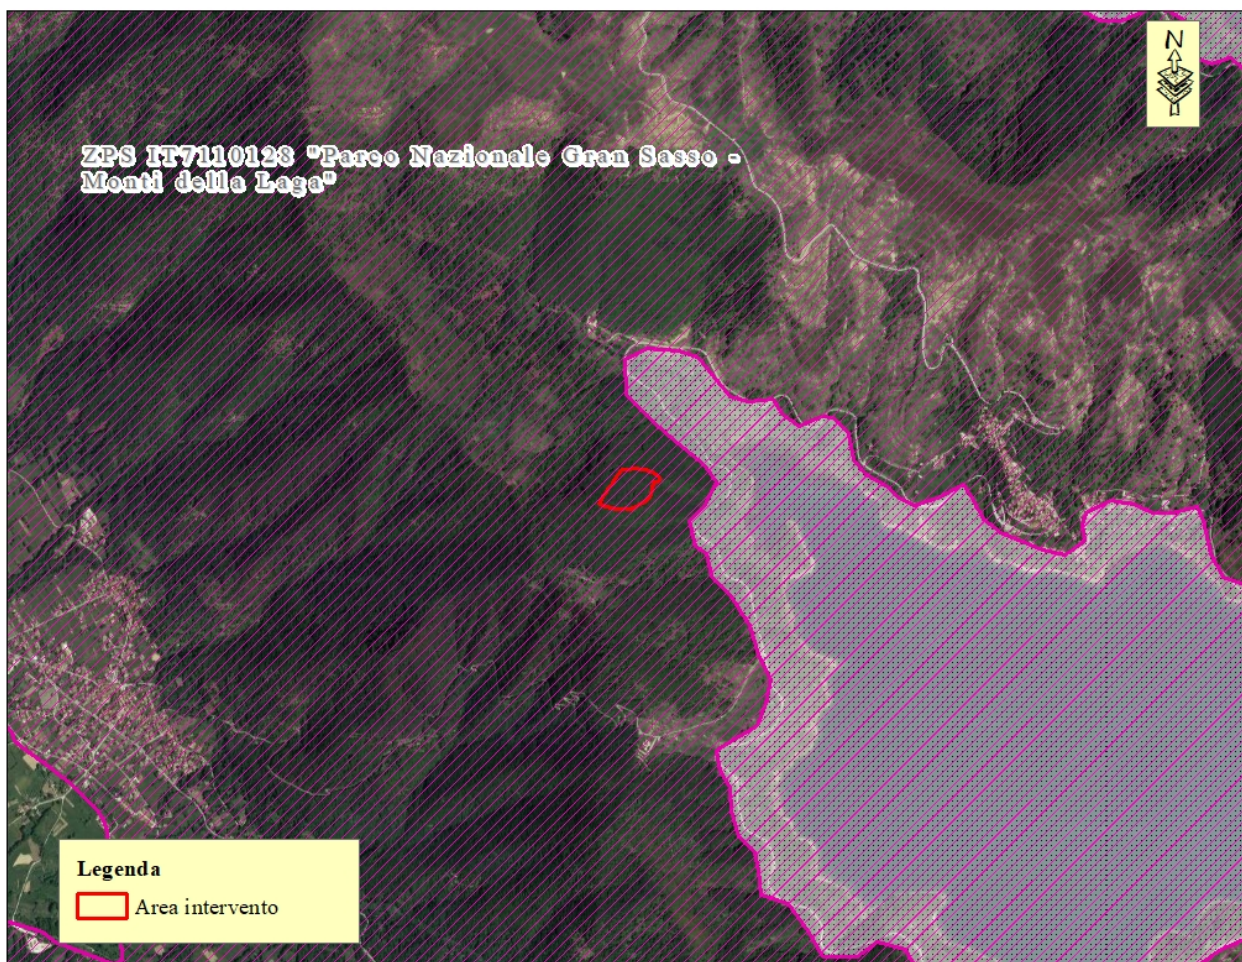 N
ZPS IT7110128 "Parco Nazionale Gran Sasso -
Monti della Laga"
Legenda
Area intervento